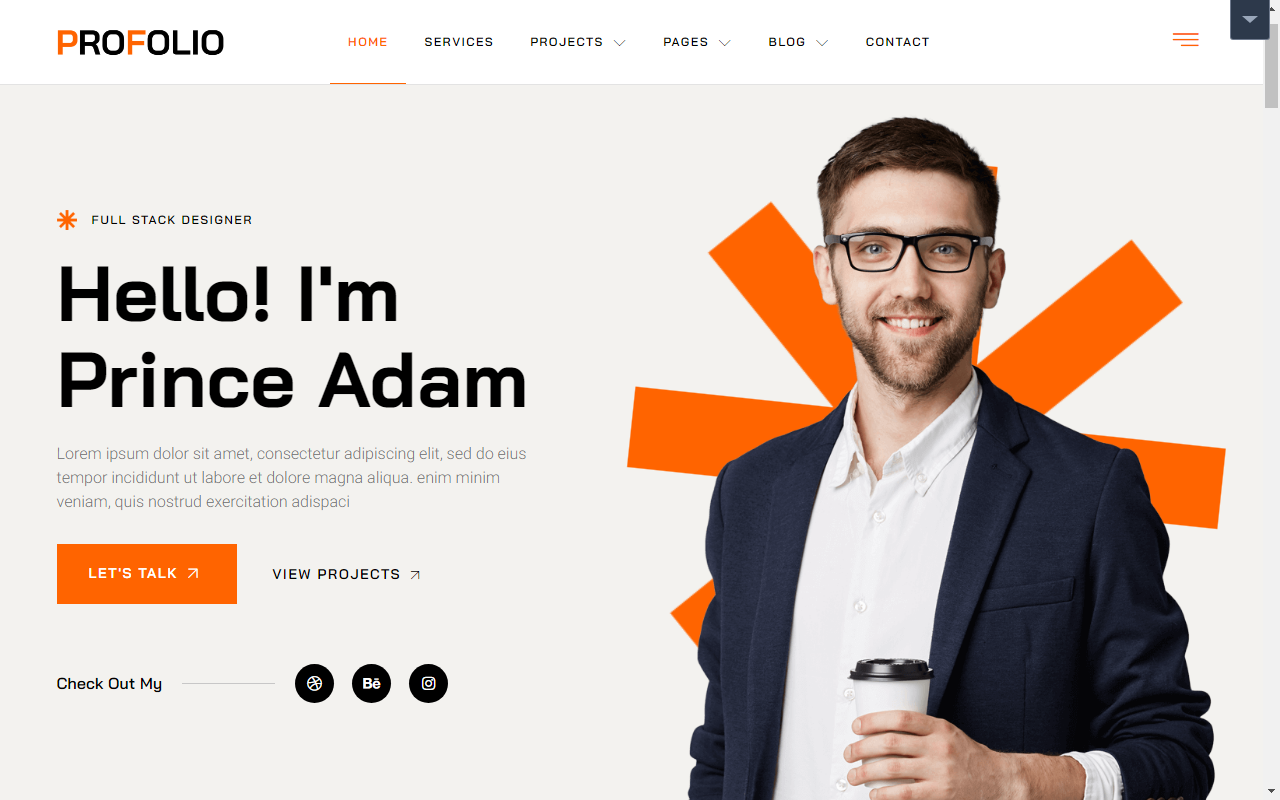 PROFOLIO
HOME
SERVICES
PROJECTS
PAGES
BLOG
CONTACT
FULL STACK DESIGNER
Hello! I'm
Prince Adam
Lorem ipsum dolor sit amet, consectetur adipiscing elit, sed do eius
tempor incididunt ut labore et dolore magna aliqua. enim minim
veniam, quis nostrud exercitation adispaci
LET'S TALK
VIEW PROJECTS
Check Out My
Bē